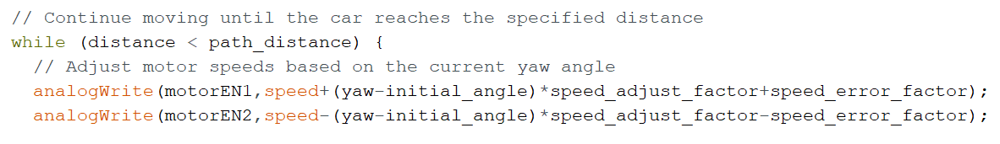 // Continue moving until the car reaches the specified distance
while (distance < path_distance) {
// Adjust motor speeds based on the current yaw angle
analogWrite(motorEN1,speed+(yaw-initial_angle)*speed_adjust_factor+speed_error_factor);
analogWrite(motorEN2,speed-(yaw-initial_angle)*speed_adjust_factor-speed_error_factor);